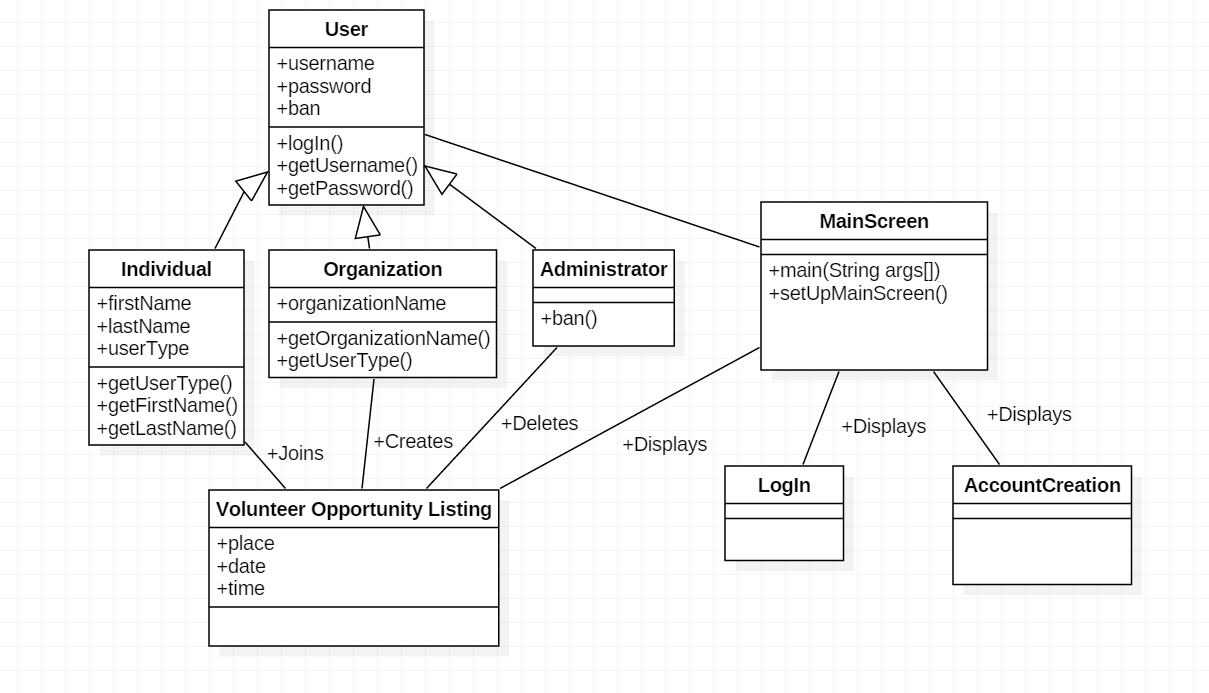 User
+username
+password
+ban
+logIn()
+getUsername()
+getPassword()
MainScreen
+main(String args[])
+setUpMainScreen()
Individual
+firstName
+lastName
+userType
+getUserType()
+getFirstName()
+getLastName()
Organization
+organizationName
+getOrganizationName()
+getUserType()
Administrator
+ban()
+Joins
+Creates
+Deletes
+Displays
+Displays
+Displays
Volunteer Opportunity Listing
+place
+date
+time
LogIn
AccountCreation